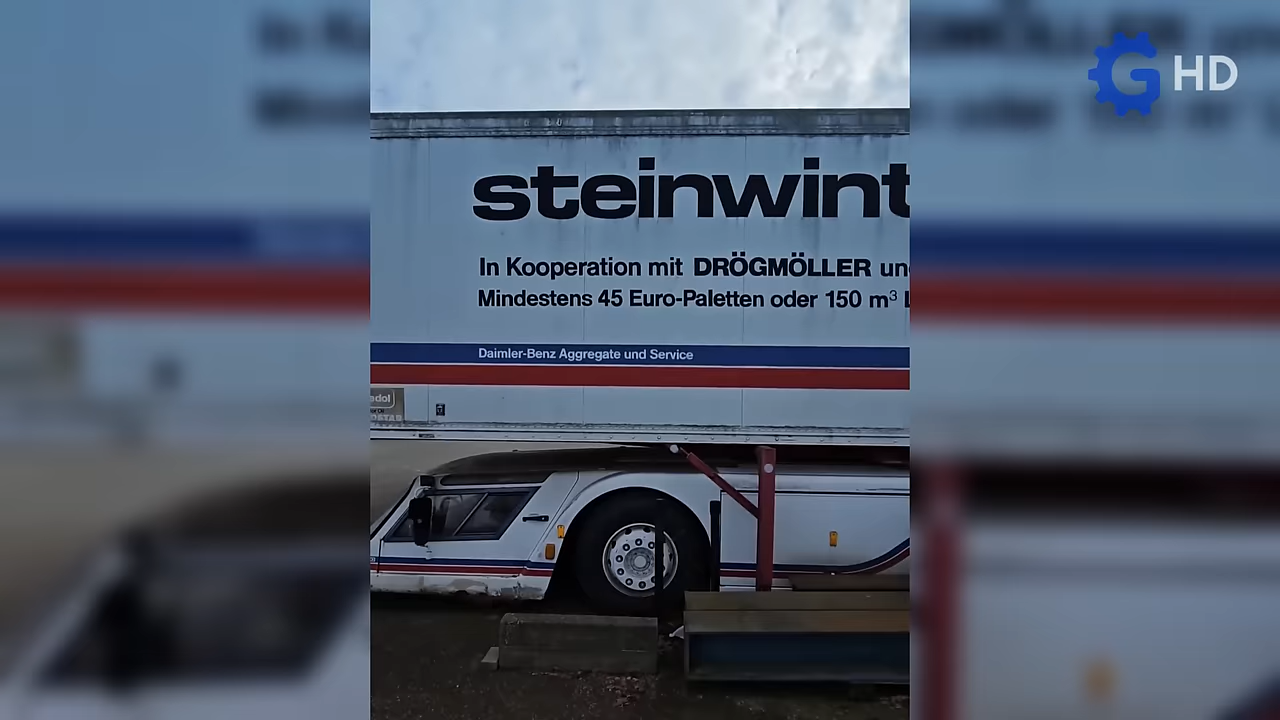 G HD
steinwint
In Kooperation mit DRÖGMÖLLER un
Mindestens 45 Euro-Paletten oder 150 m³ L
Daimler-Benz Aggregate und Service
adol